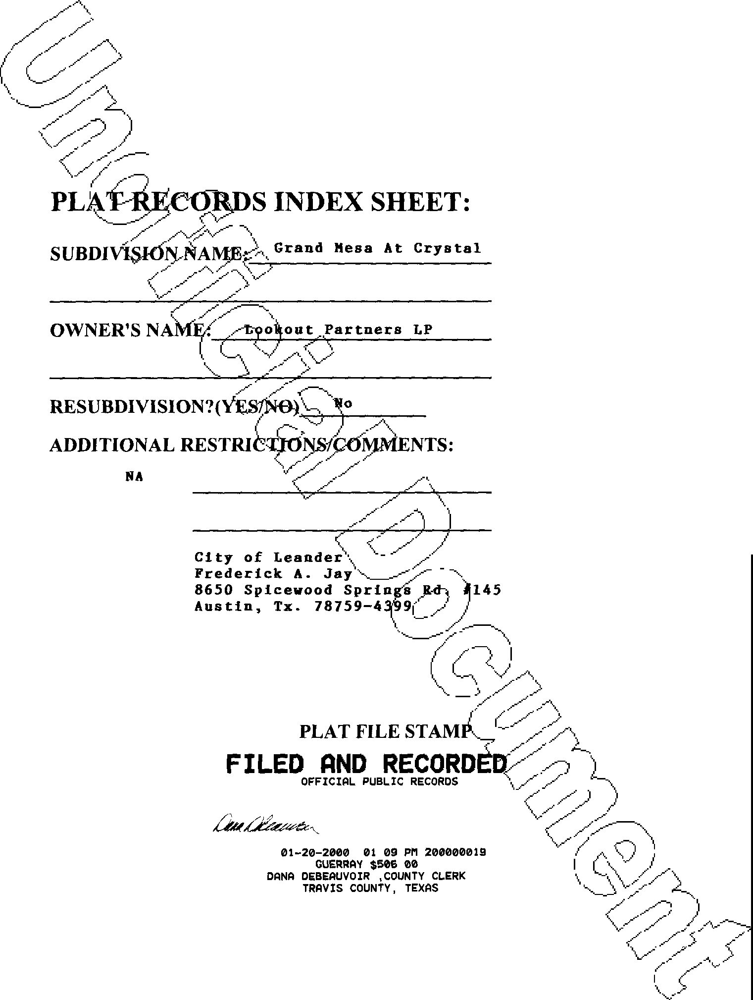 PLAT RECORDS INDEX SHEET:
SUBDIVISION NAME: Grand Mesa At Crystal
OWNER'S NAME: Lookout Partners LP
RESUBDIVISION?(YES/NO) No
ADDITIONAL RESTRICTIONS/COMMENTS:
NA
City of Leander
Frederick A. Jay
8650 Spicewood Springs Rd, #145
Austin, Tx. 78759-4399
PLAT FILE STAMP
FILED AND RECORDED
OFFICIAL PUBLIC RECORDS
Dana DeBeauvoir
01-20-2000 01 09 PM 200000019
GUERRAY $506 00
DANA DEBEAUVOIR ,COUNTY CLERK
TRAVIS COUNTY, TEXAS
Unofficial Document